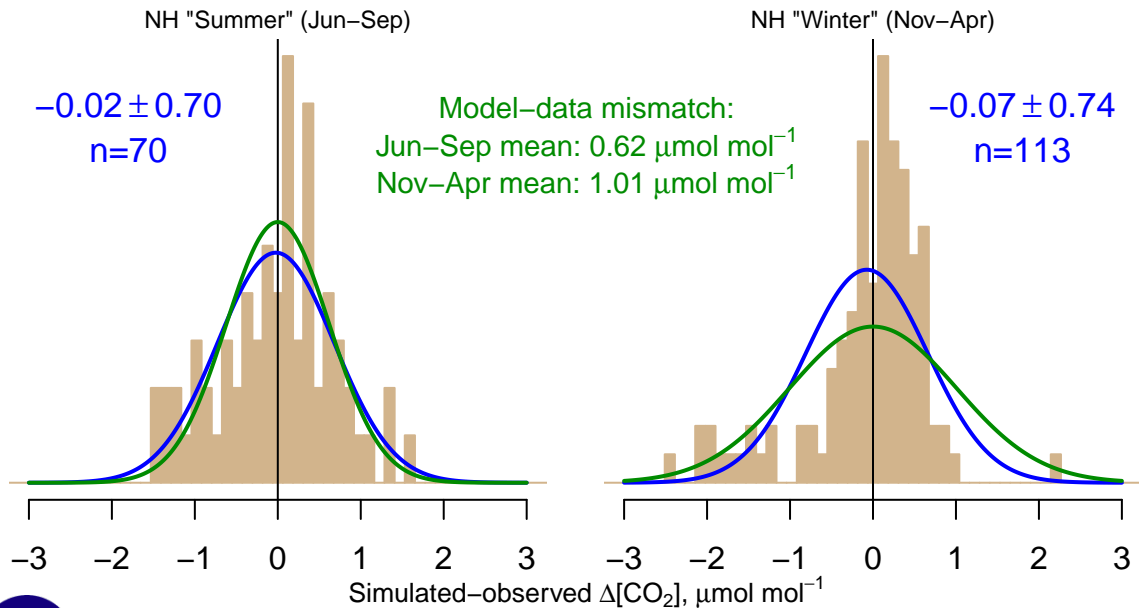 NH "Summer" (Jun−Sep)
NH "Winter" (Nov−Apr)
−0.02 ± 0.70
n=70
Model−data mismatch:
Jun−Sep mean: 0.62 μmol mol⁻¹
Nov−Apr mean: 1.01 μmol mol⁻¹
−0.07 ± 0.74
n=113
−3 −2 −1 0 1 2 3
−3 −2 −1 0 1 2 3
Simulated−observed Δ[CO₂], μmol mol⁻¹